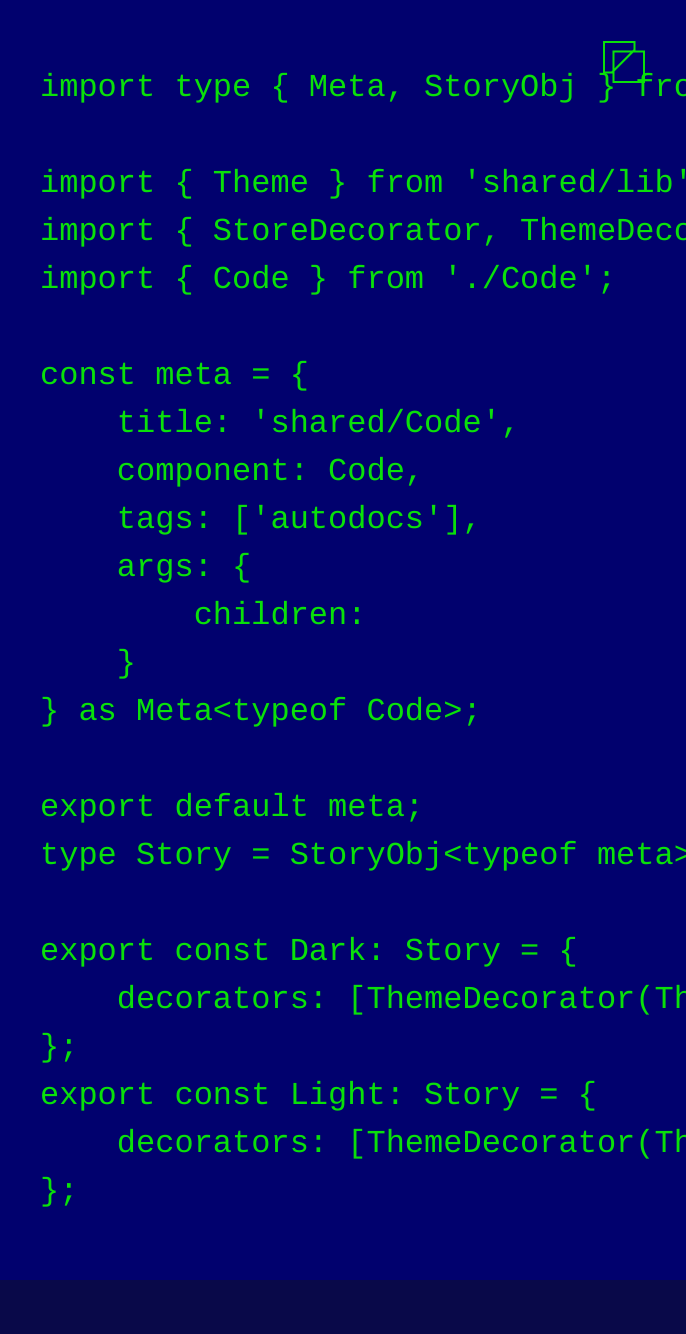 import type { Meta, StoryObj } fro
import { Theme } from 'shared/lib'
import { StoreDecorator, ThemeDeco
import { Code } from './Code';
const meta = {
    title: 'shared/Code',
    component: Code,
    tags: ['autodocs'],
    args: {
        children:
    }
} as Meta<typeof Code>;
export default meta;
type Story = StoryObj<typeof meta>
export const Dark: Story = {
    decorators: [ThemeDecorator(Th
};
export const Light: Story = {
    decorators: [ThemeDecorator(Th
};